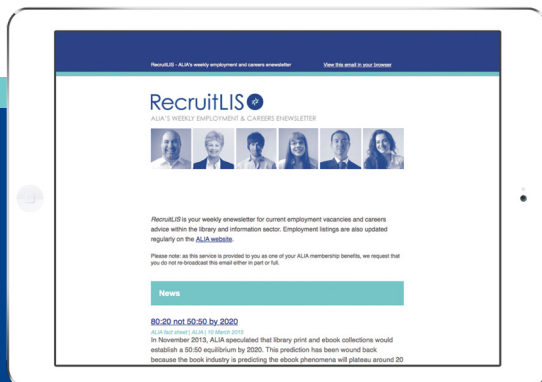 RecruitLIS - ALIA's weekly employment and careers enewsletter
View this email in your browser
RecruitLIS
ALIA'S WEEKLY EMPLOYMENT & CAREERS ENEWSLETTER
RecruitLIS is your weekly enewsletter for current employment vacancies and careers
advice within the library and information sector. Employment listings are also updated
regularly on the ALIA website.
Please note: as this service is provided to you as one of your ALIA membership benefits, we request that
you do not re-broadcast this email either in part or full.
News
80:20 not 50:50 by 2020
ALIA fact sheet | ALIA | 10 March 2015
In November 2013, ALIA speculated that library print and ebook collections would
establish a 50:50 equilibrium by 2020. This prediction has been wound back
because the book industry is predicting the ebook phenomena will plateau around 20